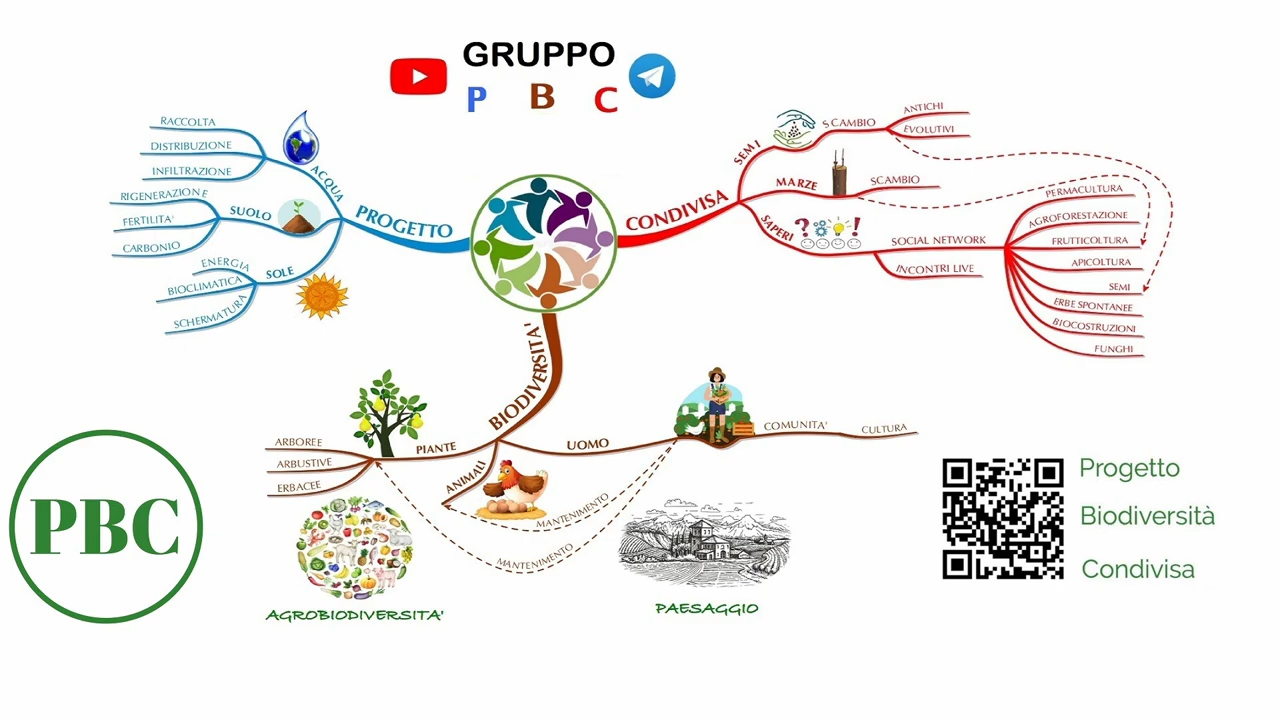 GRUPPO
P B C
PROGETTO
ACQUA
RACCOLTA
DISTRIBUZIONE
INFILTRAZIONE
SUOLO
RIGENERAZIONE
FERTILITA'
CARBONIO
SOLE
ENERGIA
BIOCLIMATICA
SCHERMATURA
CONDIVISA
SEMI
SCAMBIO
ANTICHI
EVOLUTIVI
MARZE
SCAMBIO
SAPERI
SOCIAL NETWORK
INCONTRI LIVE
PERMACULTURA
AGROFORESTAZIONE
FRUTTICOLTURA
APICOLTURA
SEMI
ERBE SPONTANEE
BIOCOSTRUZIONI
FUNGHI
BIODIVERSITA'
PIANTE
ARBOREE
ARBUSTIVE
ERBACEE
ANIMALI
UOMO
COMUNITA'
CULTURA
MANTENIMENTO
MANTENIMENTO
AGROBIODIVERSITA'
PAESAGGIO
PBC
Progetto
Biodiversità
Condivisa